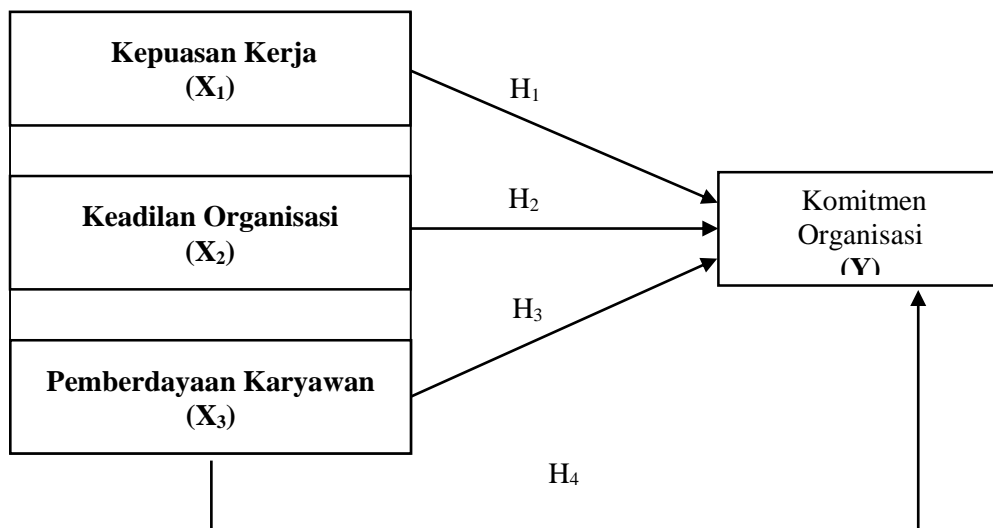 Kepuasan Kerja
(X₁)
H₁
Keadilan Organisasi
(X₂)
H₂
Komitmen
Organisasi
(Y)
H₃
Pemberdayaan Karyawan
(X₃)
H₄